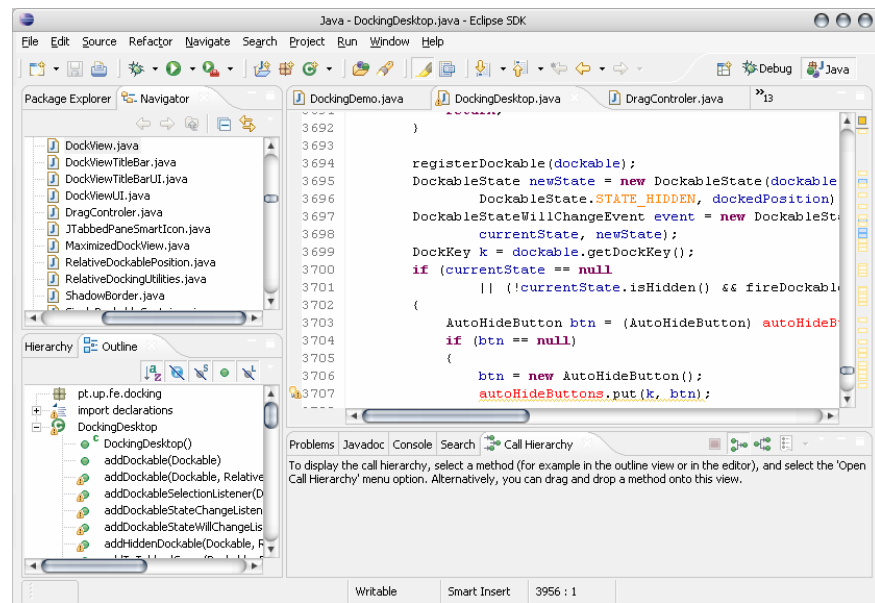 Java - DockingDesktop.java - Eclipse SDK
File Edit Source Refactor Navigate Search Project Run Window Help
Debug Java
Package Explorer Navigator
DockView.java
DockViewTitleBar.java
DockViewTitleBarUI.java
DockViewUI.java
DragControler.java
JTabbedPaneSmartIcon.java
MaximizedDockView.java
RelativeDockablePosition.java
RelativeDockingUtilities.java
ShadowBorder.java
Hierarchy Outline
pt.up.fe.docking
import declarations
DockingDesktop
DockingDesktop()
addDockable(Dockable)
addDockable(Dockable, Relative
addDockableSelectionListener(D
addDockableStateChangeListen
addDockableStateWillChangeLis
addHiddenDockable(Dockable, R
DockingDemo.java DockingDesktop.java DragControler.java »13
3692 }
3693
3694 registerDockable(dockable);
3695 DockableState newState = new DockableState(dockable
3696 DockableState.STATE_HIDDEN, dockedPosition)
3697 DockableStateWillChangeEvent event = new DockableSta
3698 currentState, newState);
3699 DockKey k = dockable.getDockKey();
3700 if (currentState == null
3701 || (!currentState.isHidden() && fireDockabl
3702 {
3703 AutoHideButton btn = (AutoHideButton) autoHideB
3704 if (btn == null)
3705 {
3706 btn = new AutoHideButton();
3707 autoHideButtons.put(k, btn);
Problems Javadoc Console Search Call Hierarchy
To display the call hierarchy, select a method (for example in the outline view or in the editor), and select the 'Open
Call Hierarchy' menu option. Alternatively, you can drag and drop a method onto this view.
Writable Smart Insert 3956 : 1